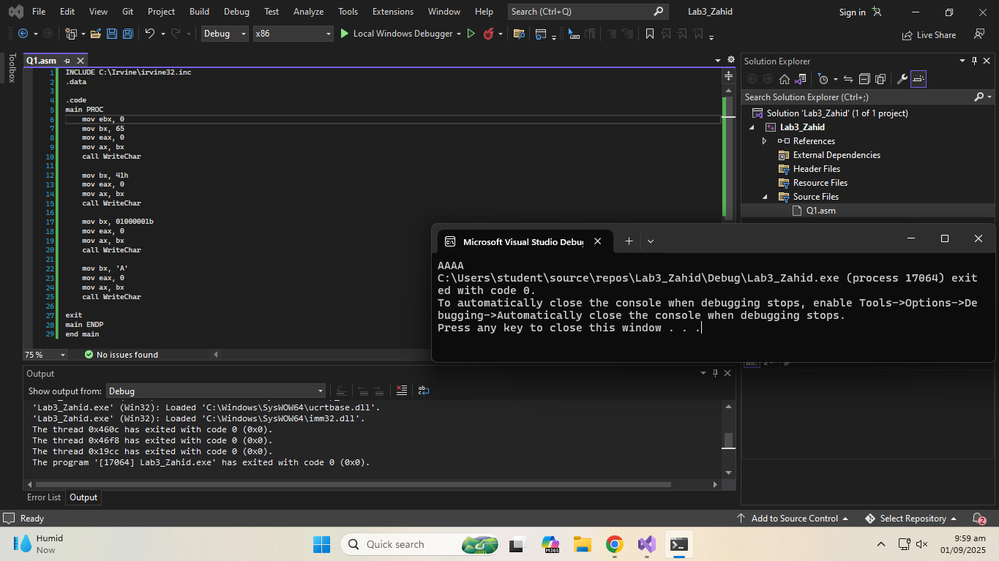 File Edit View Git Project Build Debug Test Analyze Tools Extensions Window Help Search (Ctrl+Q) Lab3_Zahid Sign in
Debug x86 Local Windows Debugger Live Share
Toolbox
Q1.asm
1 INCLUDE C:\Irvine\irvine32.inc
2 .data
3
4 .code
5 main PROC
6 mov ebx, 0
7 mov bx, 65
8 mov eax, 0
9 mov ax, bx
10 call WriteChar
11
12 mov bx, 41h
13 mov eax, 0
14 mov ax, bx
15 call WriteChar
16
17 mov bx, 01000001b
18 mov eax, 0
19 mov ax, bx
20 call WriteChar
21
22 mov bx, 'A'
23 mov eax, 0
24 mov ax, bx
25 call WriteChar
26
27 exit
28 main ENDP
29 end main
75 % No issues found
Solution Explorer
Search Solution Explorer (Ctrl+;)
Solution 'Lab3_Zahid' (1 of 1 project)
Lab3_Zahid
References
External Dependencies
Header Files
Resource Files
Source Files
Q1.asm
Microsoft Visual Studio Debu
AAAA
C:\Users\student\source\repos\Lab3_Zahid\Debug\Lab3_Zahid.exe (process 17064) exit
ed with code 0.
To automatically close the console when debugging stops, enable Tools->Options->De
bugging->Automatically close the console when debugging stops.
Press any key to close this window . . .
Output
Show output from: Debug
'Lab3_Zahid.exe' (Win32): Loaded 'C:\Windows\SysWOW64\ucrtbase.dll'.
'Lab3_Zahid.exe' (Win32): Loaded 'C:\Windows\SysWOW64\imm32.dll'.
The thread 0x460c has exited with code 0 (0x0).
The thread 0x46f8 has exited with code 0 (0x0).
The thread 0x19cc has exited with code 0 (0x0).
The program '[17064] Lab3_Zahid.exe' has exited with code 0 (0x0).
Error List Output
Ready Add to Source Control Select Repository 2
Humid
Now
Quick search
M365
9:59 am
01/09/2025